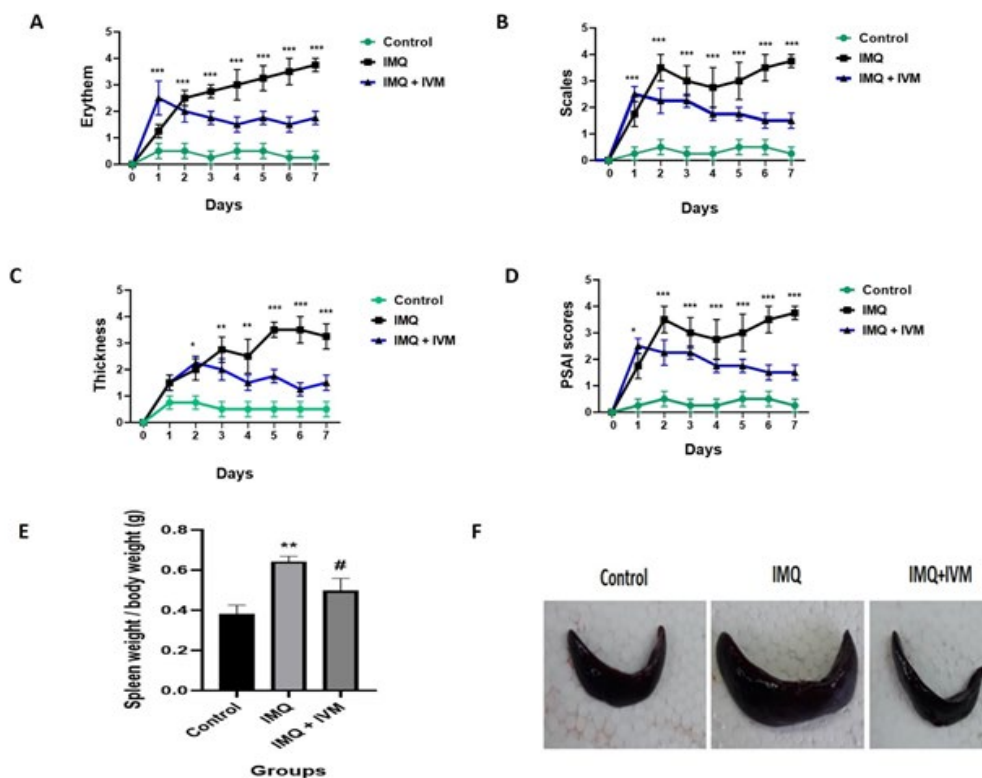 A
Control
IMQ
IMQ + IVM
*** *** *** *** *** *** ***
Erythem
5
4
3
2
1
0
0 1 2 3 4 5 6 7
Days
B
Control
IMQ
IMQ + IVM
*** *** *** *** *** *** ***
Scales
5
4
3
2
1
0
0 1 2 3 4 5 6 7
Days
C
Control
IMQ
IMQ + IVM
* ** ** *** *** ***
Thickness
5
4
3
2
1
0
0 1 2 3 4 5 6 7
Days
D
Control
IMQ
IMQ + IVM
* *** *** *** *** *** ***
PSAI scores
5
4
3
2
1
0
0 1 2 3 4 5 6 7
Days
E
Spleen weight / body weight (g)
0.8
0.6
0.4
0.2
0.0
** #
Control IMQ IMQ + IVM
Groups
F
Control IMQ IMQ+IVM